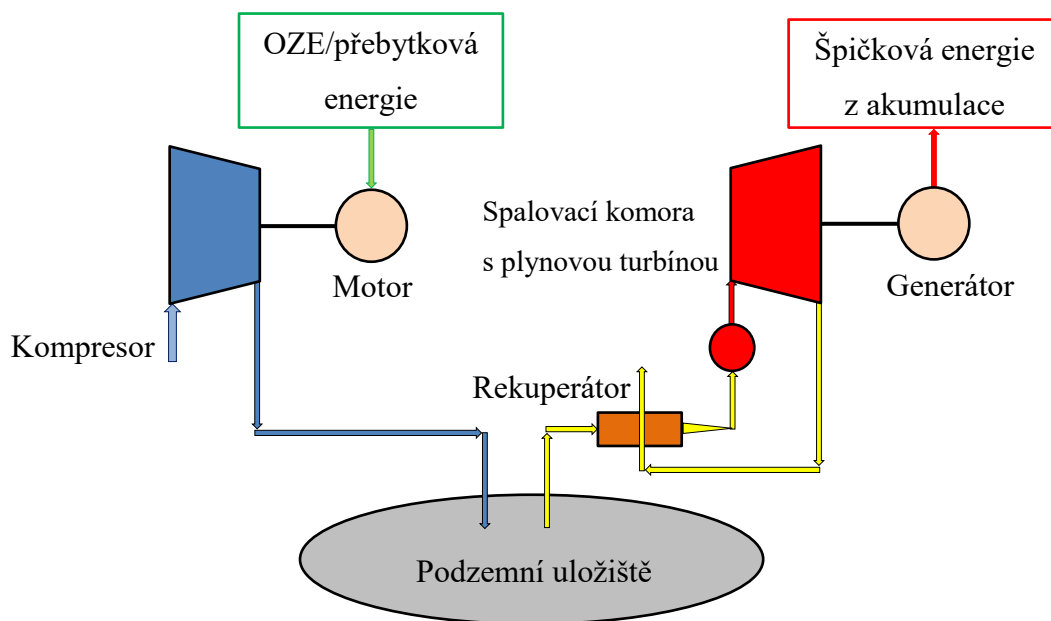 OZE/přebytková
energie
Špičková energie
z akumulace
Spalovací komora
s plynovou turbínou
Motor
Generátor
Kompresor
Rekuperátor
Podzemní uložiště